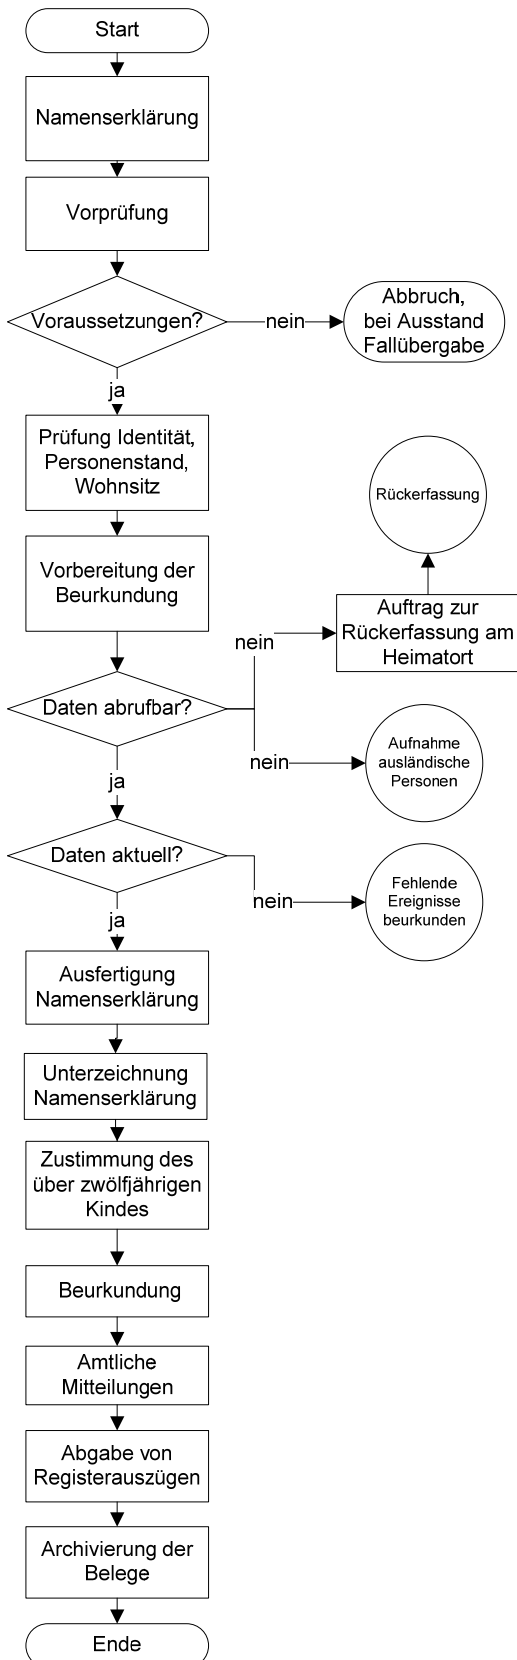 Start
Namenserklärung
Vorprüfung
Voraussetzungen?
nein
Abbruch,
bei Ausstand
Fallübergabe
ja
Prüfung Identität,
Personenstand,
Wohnsitz
Rückerfassung
Vorbereitung der
Beurkundung
Auftrag zur
Rückerfassung am
Heimatort
nein
Daten abrufbar?
nein
Aufnahme
ausländische
Personen
ja
Daten aktuell?
nein
Fehlende
Ereignisse
beurkunden
ja
Ausfertigung
Namenserklärung
Unterzeichnung
Namenserklärung
Zustimmung des
über zwölfjährigen
Kindes
Beurkundung
Amtliche
Mitteilungen
Abgabe von
Registerauszügen
Archivierung der
Belege
Ende